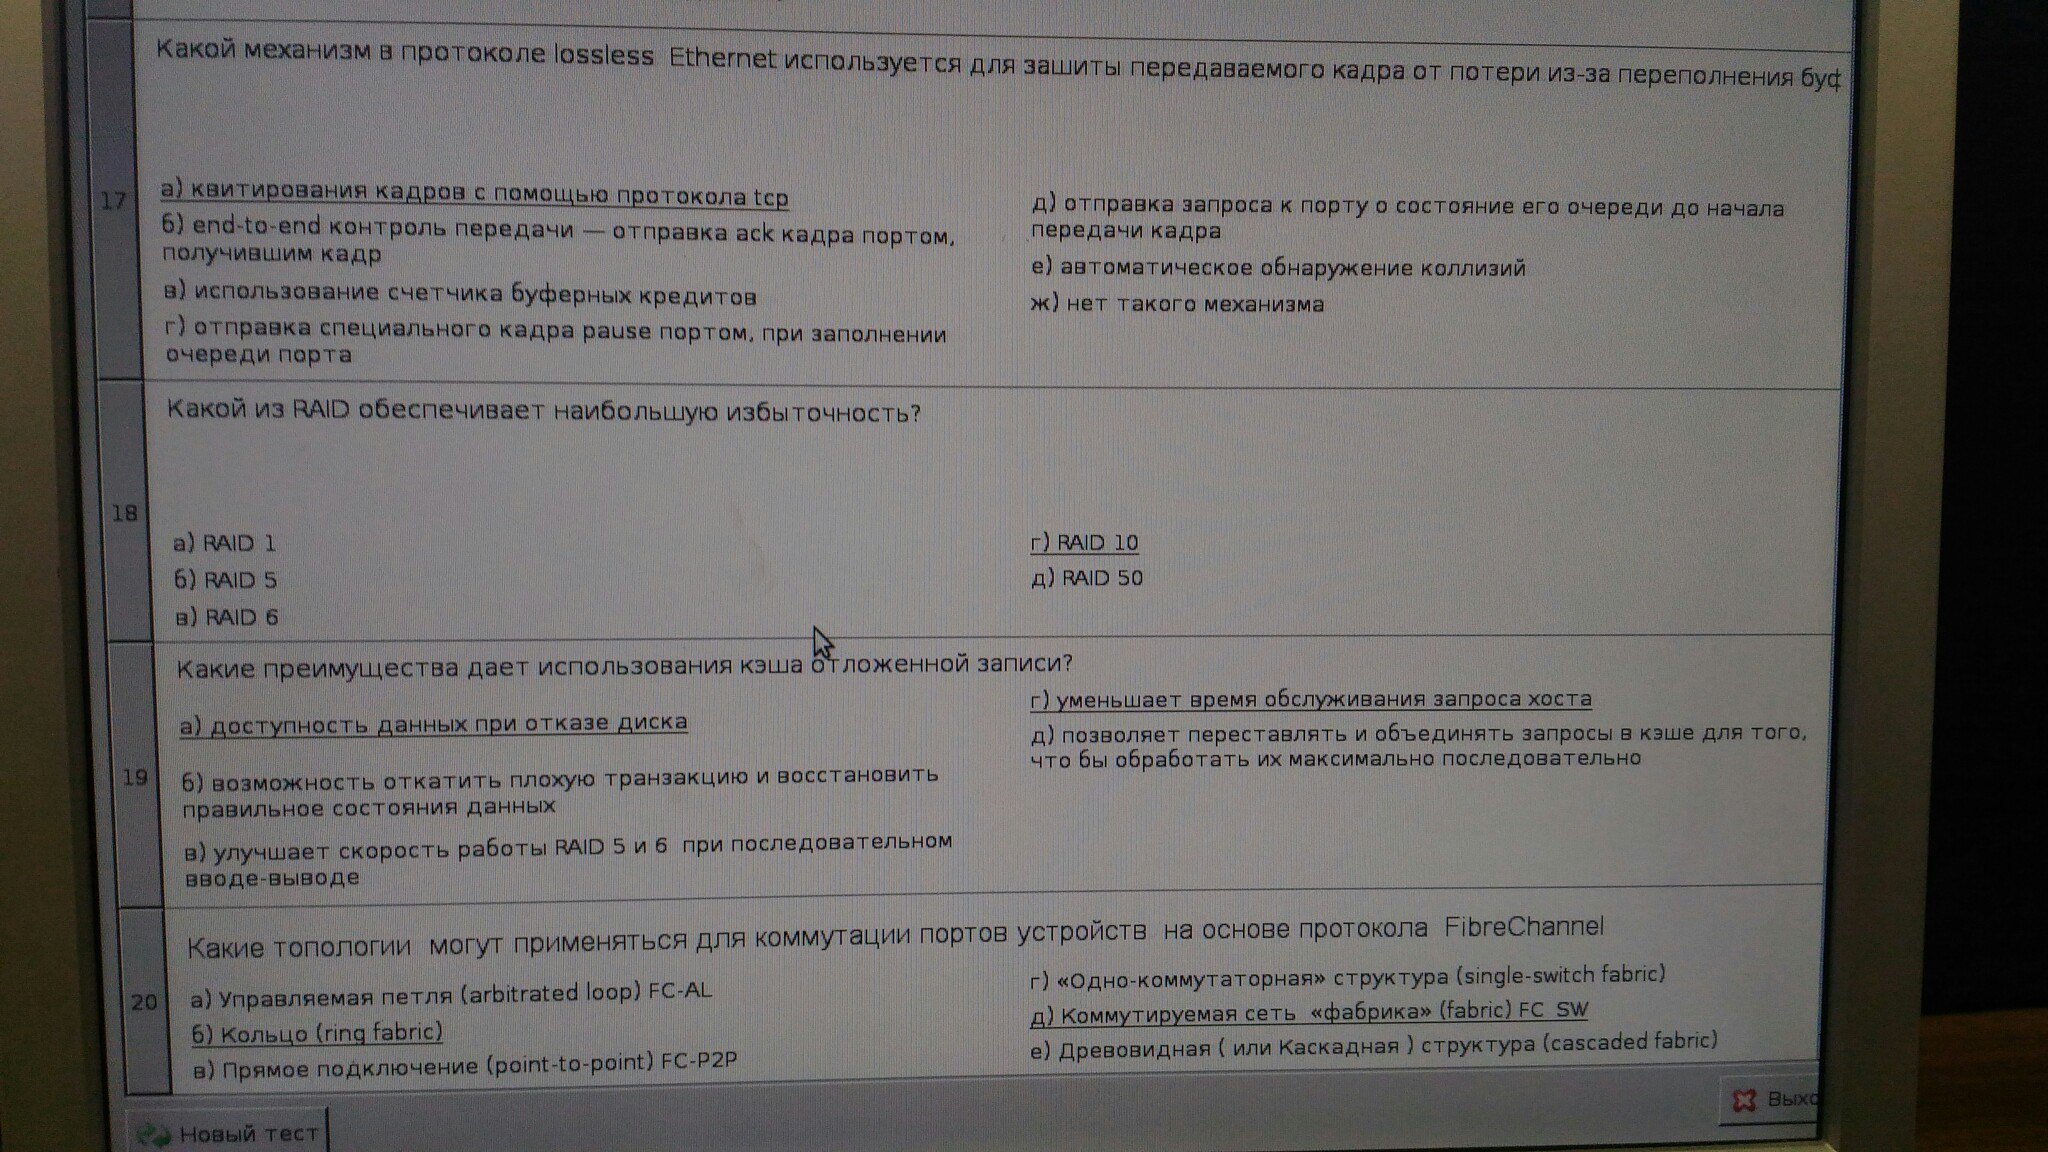 Какой механизм в протоколе lossless Ethernet используется для зашиты передаваемого кадра от потери из-за переполнения буф
17
а) квитирования кадров с помощью протокола tcp
б) end-to-end контроль передачи — отправка ack кадра портом,
получившим кадр
в) использование счетчика буферных кредитов
г) отправка специального кадра pause портом, при заполнении
очереди порта
д) отправка запроса к порту о состояние его очереди до начала
передачи кадра
е) автоматическое обнаружение коллизий
ж) нет такого механизма
18
Какой из RAID обеспечивает наибольшую избыточность?
а) RAID 1
б) RAID 5
в) RAID 6
г) RAID 10
д) RAID 50
19
Какие преимущества дает использования кэша отложенной записи?
а) доступность данных при отказе диска
б) возможность откатить плохую транзакцию и восстановить
правильное состояния данных
в) улучшает скорость работы RAID 5 и 6 при последовательном
вводе-выводе
г) уменьшает время обслуживания запроса хоста
д) позволяет переставлять и объединять запросы в кэше для того,
что бы обработать их максимально последовательно
20
Какие топологии могут применяться для коммутации портов устройств на основе протокола FibreChannel
а) Управляемая петля (arbitrated loop) FC-AL
б) Кольцо (ring fabric)
в) Прямое подключение (point-to-point) FC-P2P
г) «Одно-коммутаторная» структура (single-switch fabric)
д) Коммутируемая сеть «фабрика» (fabric) FC SW
е) Древовидная ( или Каскадная ) структура (cascaded fabric)
Новый тест
Выхо